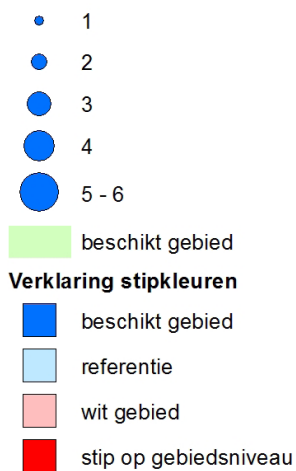 1
2
3
4
5 - 6
beschikt gebied
Verklaring stipkleuren
beschikt gebied
referentie
wit gebied
stip op gebiedsniveau